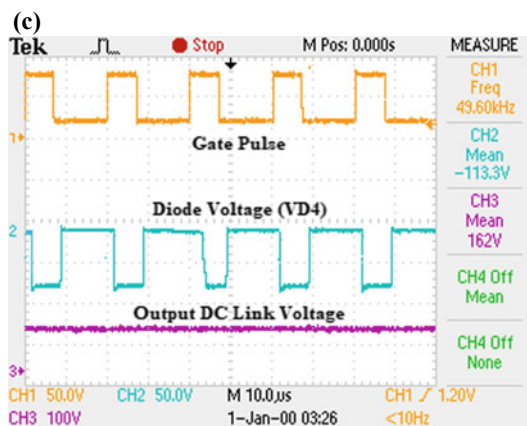 (c)
Tek Stop M Pos: 0.000s MEASURE
CH1
Freq
49.60kHz
1
Gate Pulse
CH2
Mean
-113.3V
Diode Voltage (VD4)
CH3
Mean
162V
2
CH4 Off
Mean
Output DC Link Voltage
CH4 Off
None
3
CH1 50.0V CH2 50.0V M 10.0µs CH1 1.20V
CH3 100V 1-Jan-00 03:26 <10Hz